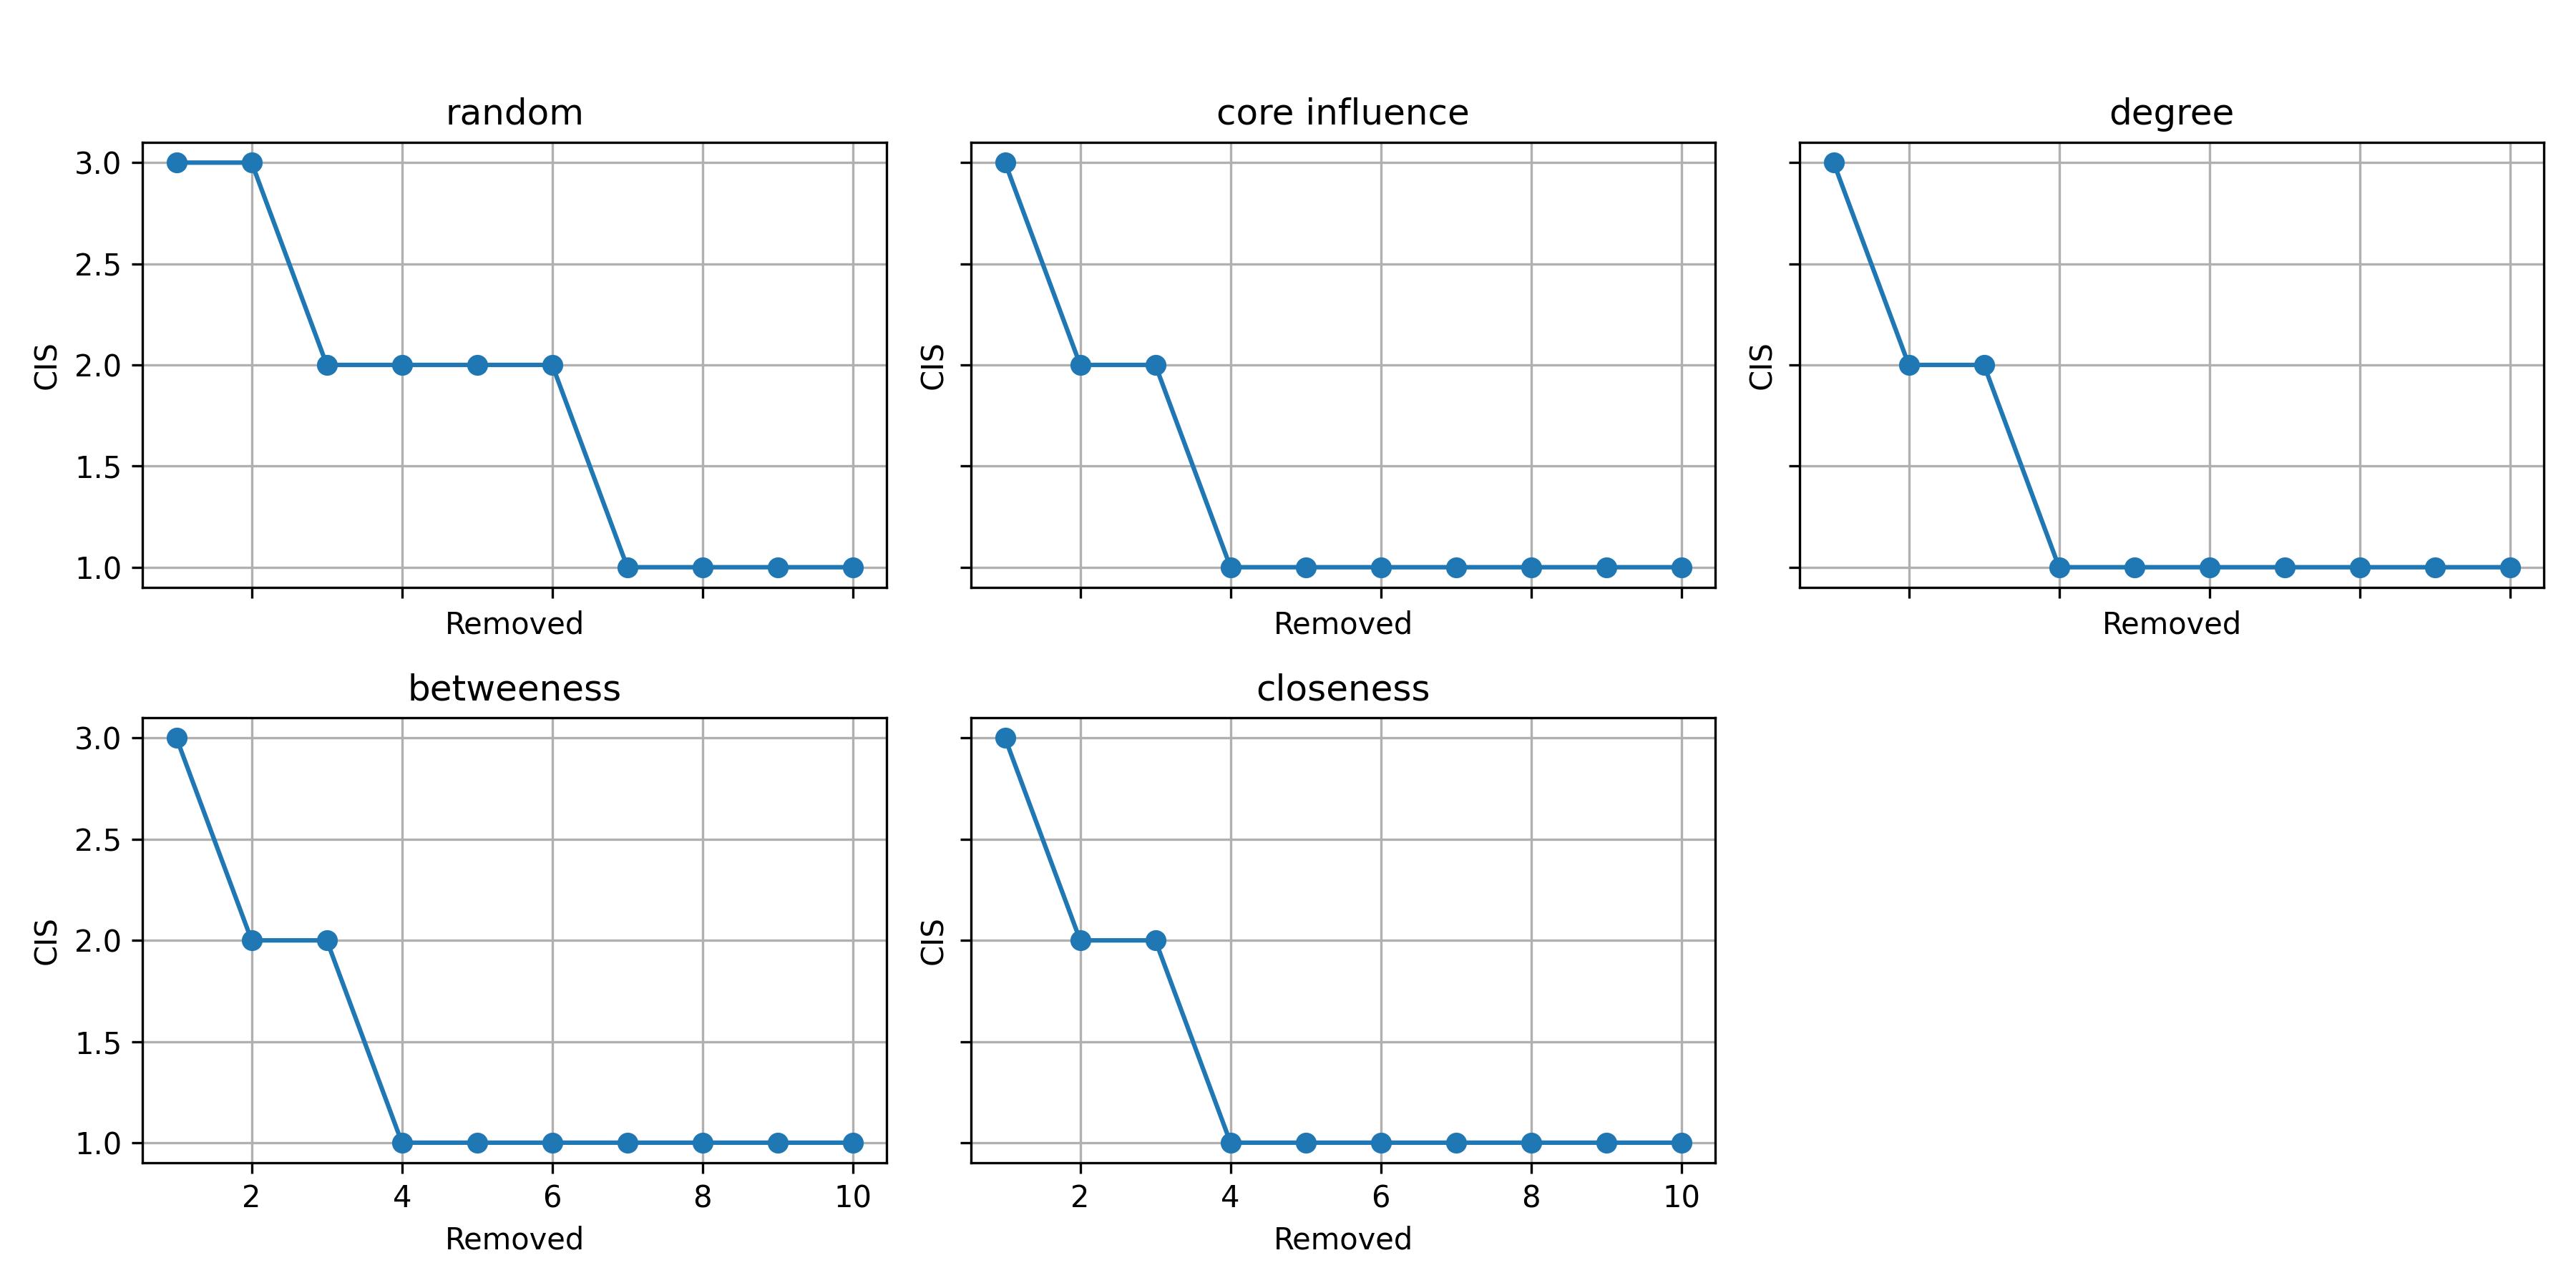 random
core influence
degree
3.0
2.5
2.0
1.5
1.0
CIS
CIS
CIS
Removed
Removed
Removed
betweeness
closeness
3.0
2.5
2.0
1.5
1.0
CIS
CIS
2 4 6 8 10
2 4 6 8 10
Removed
Removed